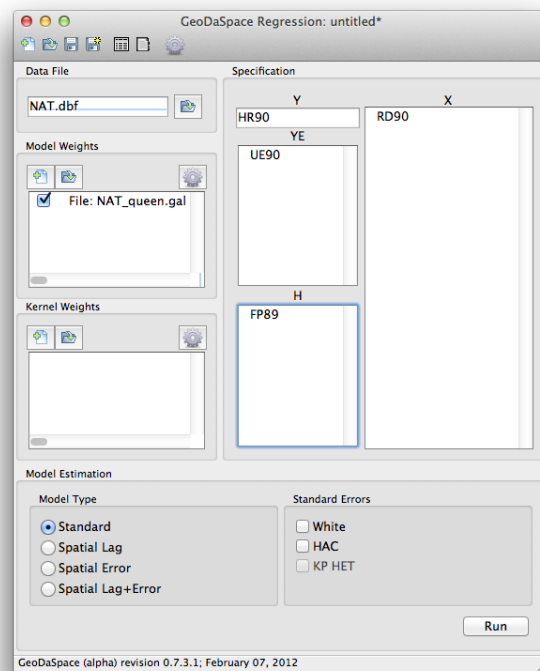 GeoDaSpace Regression: untitled*
Data File
NAT.dbf
Model Weights
File: NAT_queen.gal
Kernel Weights
Specification
Y
HR90
YE
UE90
H
FP89
X
RD90
Model Estimation
Model Type
Standard
Spatial Lag
Spatial Error
Spatial Lag+Error
Standard Errors
White
HAC
KP HET
Run
GeoDaSpace (alpha) revision 0.7.3.1; February 07, 2012